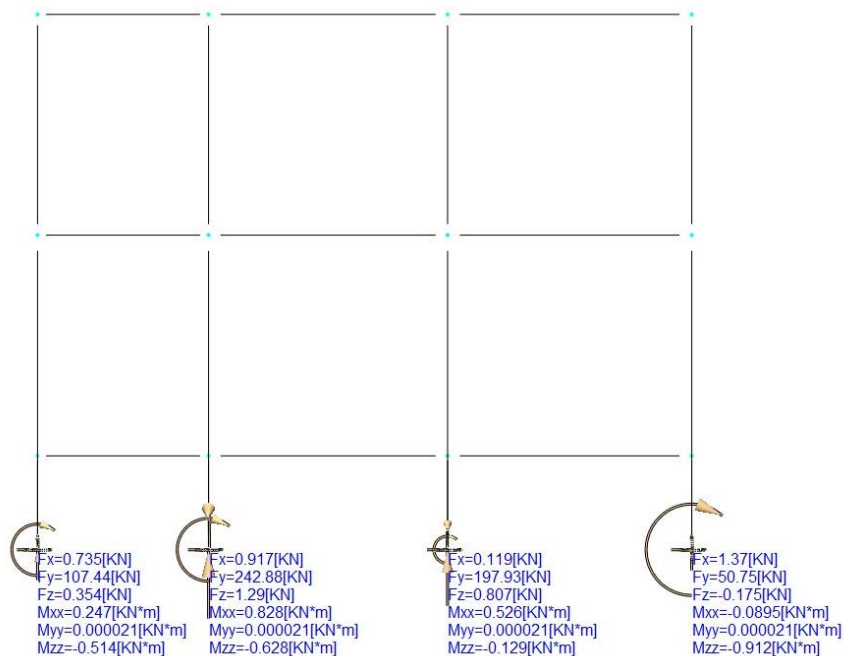 Fx=0.735[KN]
Fy=107.44[KN]
Fz=0.354[KN]
Mxx=0.247[KN*m]
Myy=0.000021[KN*m]
Mzz=-0.514[KN*m]
Fx=0.917[KN]
Fy=242.88[KN]
Fz=1.29[KN]
Mxx=0.828[KN*m]
Myy=0.000021[KN*m]
Mzz=-0.628[KN*m]
Fx=0.119[KN]
Fy=197.93[KN]
Fz=0.807[KN]
Mxx=0.526[KN*m]
Myy=0.000021[KN*m]
Mzz=-0.129[KN*m]
Fx=1.37[KN]
Fy=50.75[KN]
Fz=-0.175[KN]
Mxx=-0.0895[KN*m]
Myy=0.000021[KN*m]
Mzz=-0.912[KN*m]